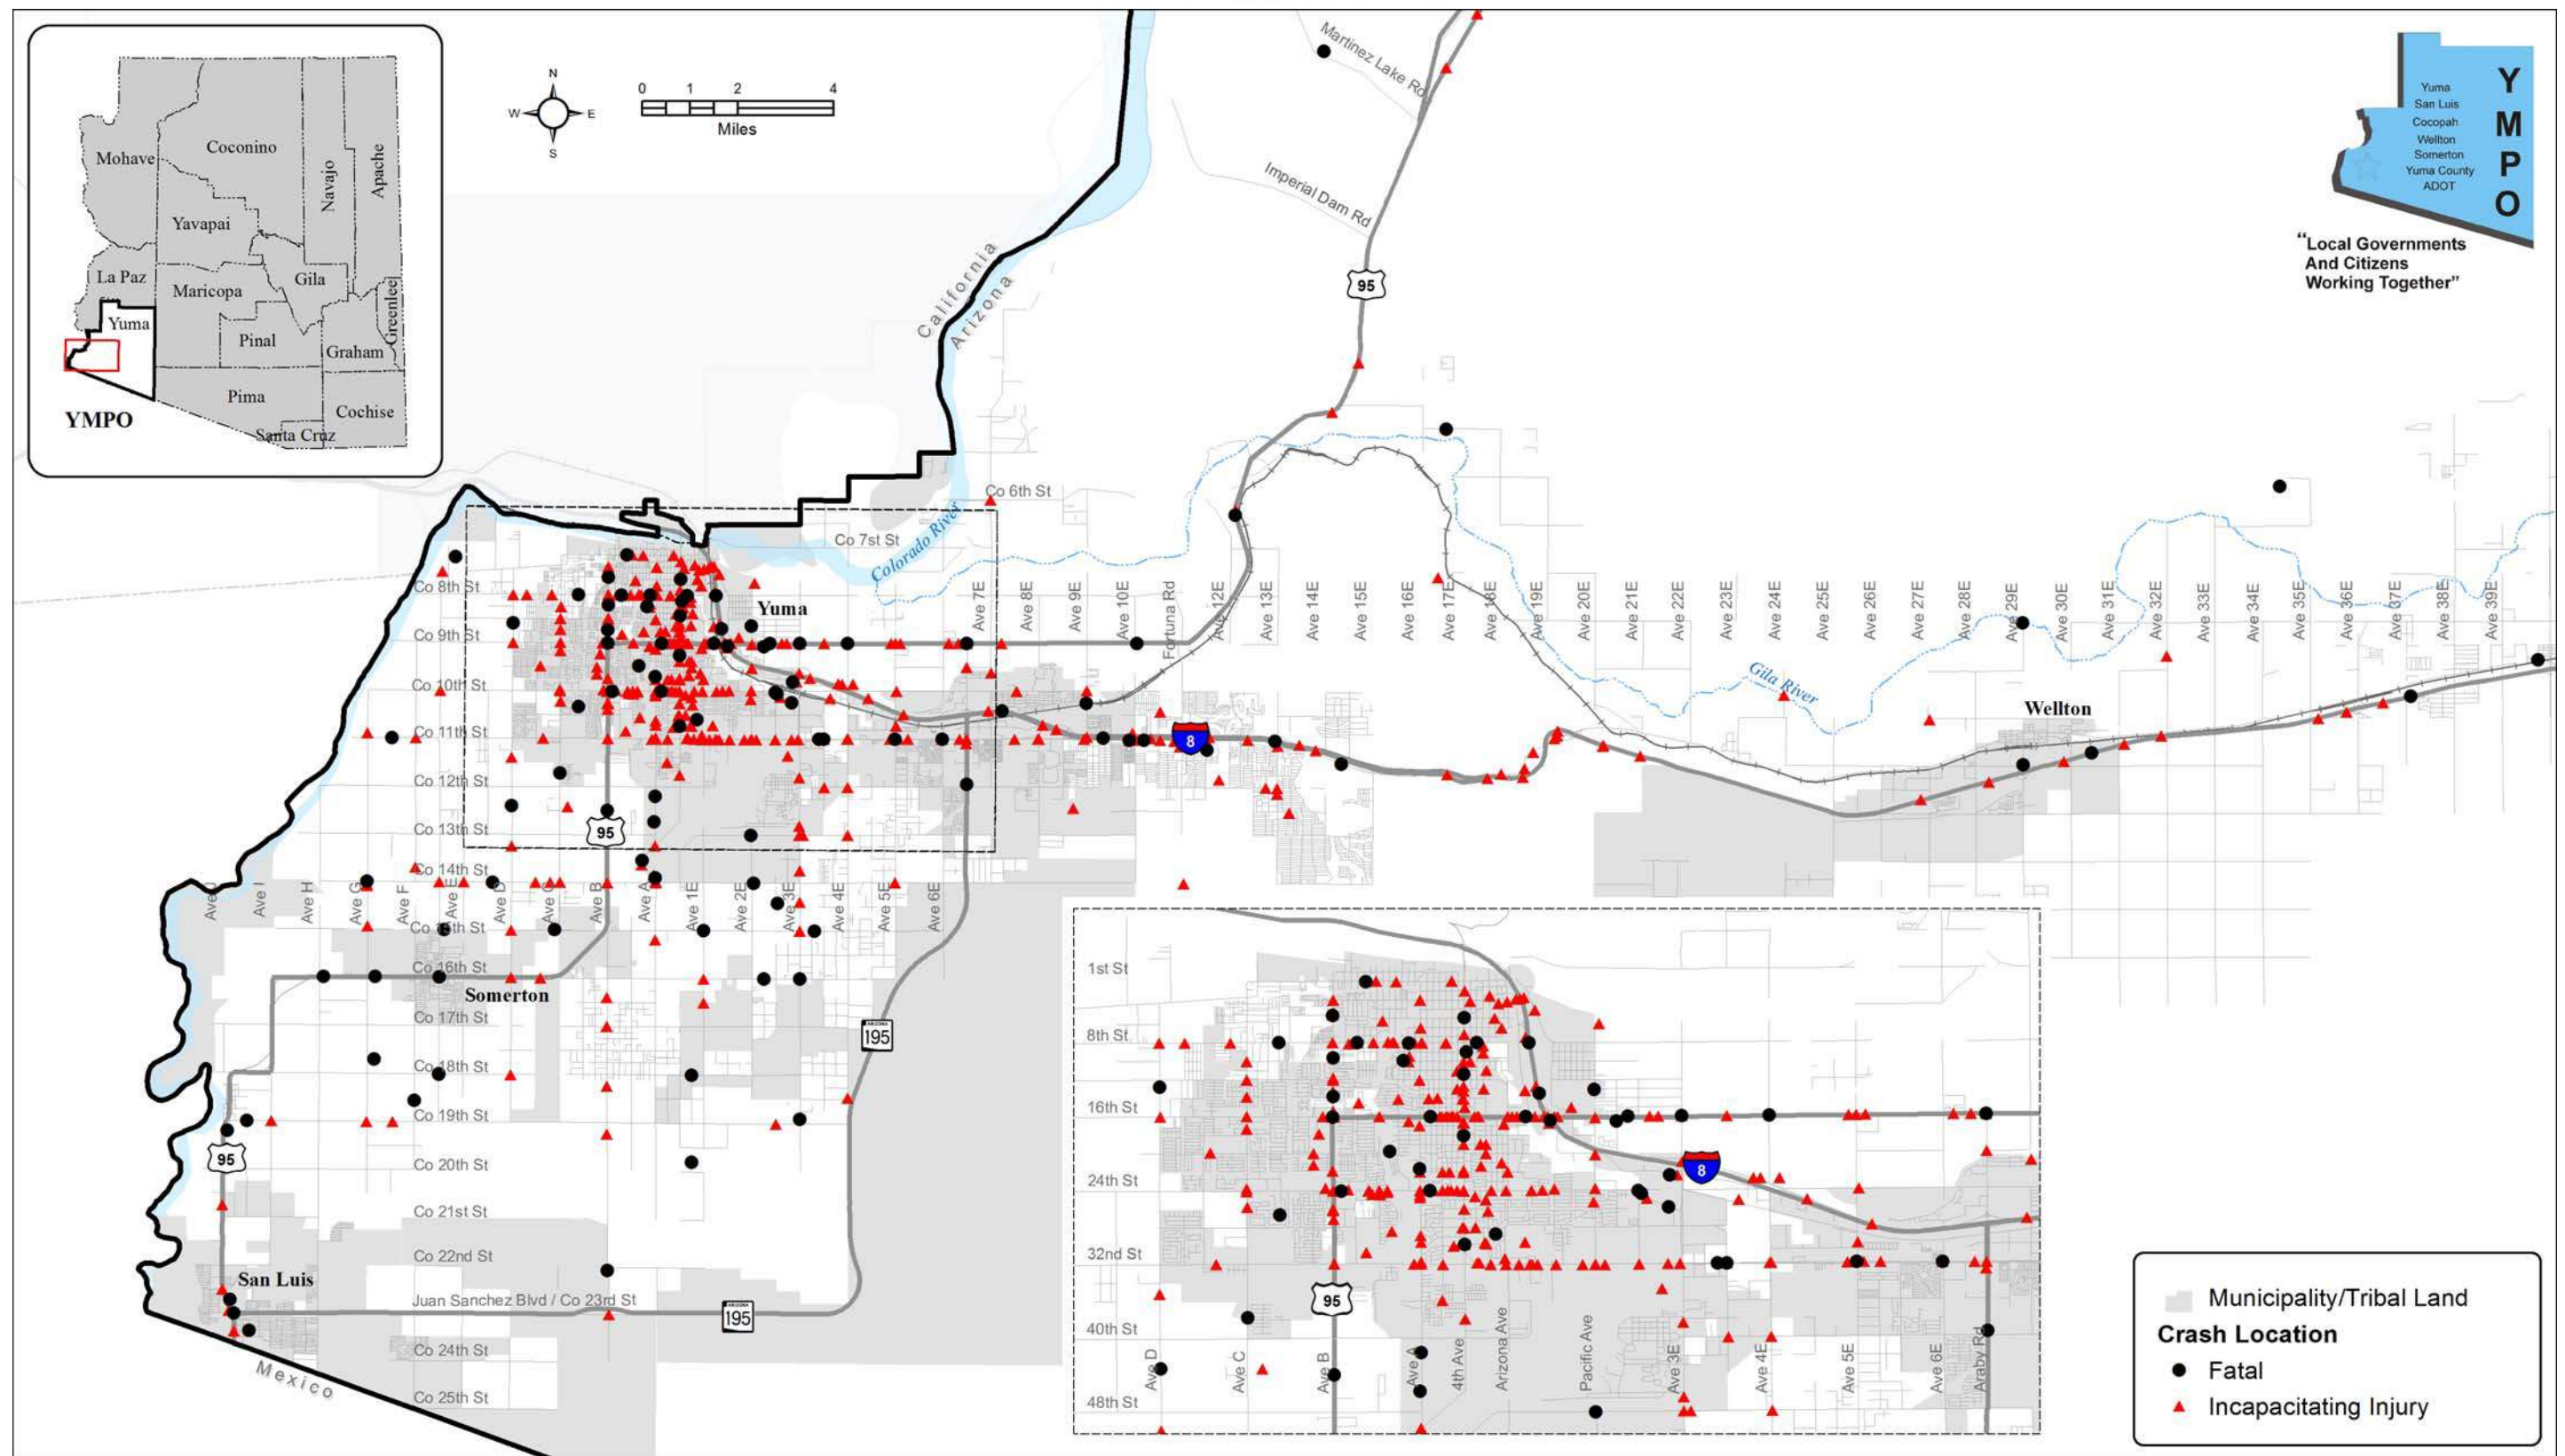 Mohave
Coconino
Navajo
Apache
Yavapai
La Paz
Maricopa
Gila
Greenlee
Yuma
Pinal
Graham
Pima
Cochise
Santa Cruz
YMPO
N
W
E
S
0 1 2 4
Miles
Martinez Lake Rd
Imperial Dam Rd
95
California
Arizona
Yuma
San Luis
Cocopah
Wellton
Somerton
Yuma County
ADOT
Y
M
P
O
“Local Governments
And Citizens
Working Together”
Co 6th St
Co 7st St
Colorado River
Co 8th St
Yuma
Co 9th St
Co 10th St
Co 11th St
Co 12th St
Co 13th St
Co 14th St
Co 15th St
Co 16th St
Somerton
Co 17th St
Co 18th St
Co 19th St
Co 20th St
Co 21st St
Co 22nd St
San Luis
Juan Sanchez Blvd / Co 23rd St
Co 24th St
Co 25th St
Mexico
95
95
ARIZONA
195
ARIZONA
195
8
Ave J
Ave I
Ave H
Ave G
Ave F
Ave E
Ave D
Ave C
Ave B
Ave A
Ave 1E
Ave 2E
Ave 3E
Ave 4E
Ave 5E
Ave 6E
Ave 7E
Ave 8E
Ave 9E
Ave 10E
Fortuna Rd
Ave 12E
Ave 13E
Ave 14E
Ave 15E
Ave 16E
Ave 17E
Ave 18E
Ave 19E
Ave 20E
Ave 21E
Ave 22E
Ave 23E
Ave 24E
Ave 25E
Ave 26E
Ave 27E
Ave 28E
Ave 29E
Ave 30E
Ave 31E
Ave 32E
Ave 33E
Ave 34E
Ave 35E
Ave 36E
Ave 37E
Ave 38E
Ave 39E
Gila River
Wellton
1st St
8th St
16th St
24th St
32nd St
40th St
48th St
8
95
Ave D
Ave C
Ave B
Ave A
4th Ave
Arizona Ave
Pacific Ave
Ave 3E
Ave 4E
Ave 5E
Ave 6E
Araby Rd
Municipality/Tribal Land
Crash Location
Fatal
Incapacitating Injury